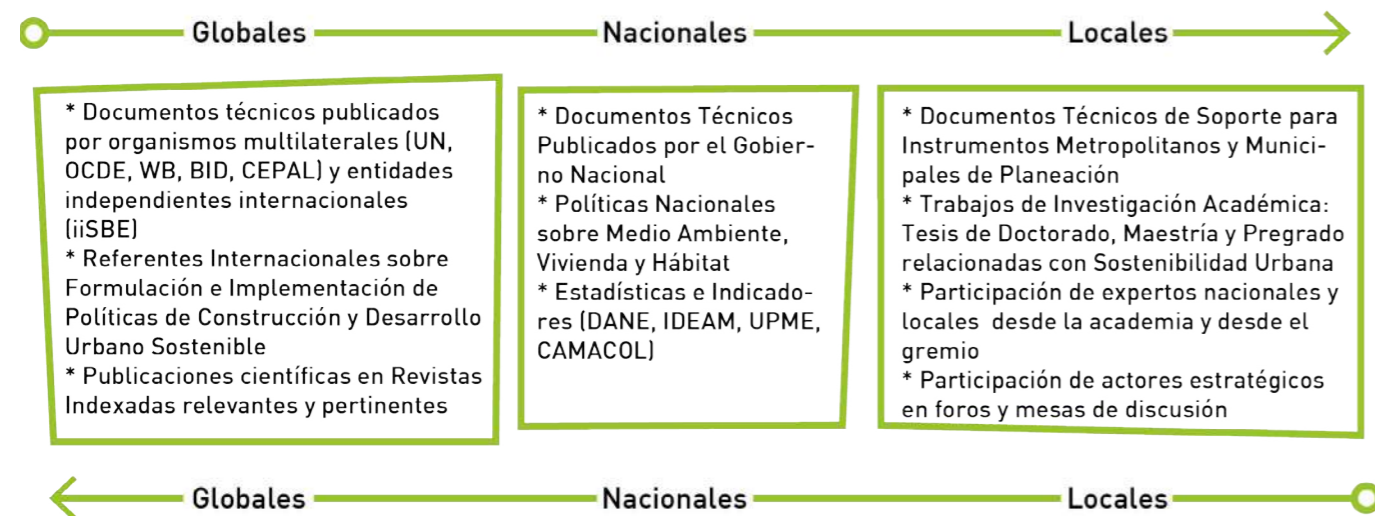 Globales Nacionales Locales
* Documentos técnicos publicados
por organismos multilaterales (UN,
OCDE, WB, BID, CEPAL) y entidades
independientes internacionales
(iiSBE)
* Referentes Internacionales sobre
Formulación e Implementación de
Políticas de Construcción y Desarrollo
Urbano Sostenible
* Publicaciones científicas en Revistas
Indexadas relevantes y pertinentes
* Documentos Técnicos
Publicados por el Gobier-
no Nacional
* Políticas Nacionales
sobre Medio Ambiente,
Vivienda y Hábitat
* Estadísticas e Indicado-
res (DANE, IDEAM, UPME,
CAMACOL)
* Documentos Técnicos de Soporte para
Instrumentos Metropolitanos y Munici-
pales de Planeación
* Trabajos de Investigación Académica:
Tesis de Doctorado, Maestría y Pregrado
relacionadas con Sostenibilidad Urbana
* Participación de expertos nacionales y
locales desde la academia y desde el
gremio
* Participación de actores estratégicos
en foros y mesas de discusión
Globales Nacionales Locales